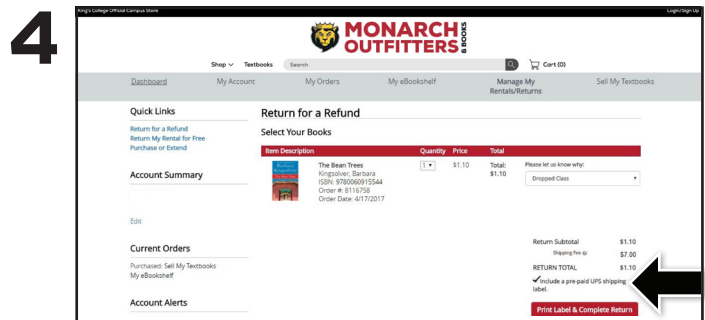 4
King's College Official Campus Store
Login/Sign Up
MONARCH
OUTFITTERS
BOOKS
Shop Textbooks Search Cart (0)
Dashboard My Account My Orders My eBookshelf Manage My Rentals/Returns Sell My Textbooks
Quick Links
Return for a Refund
Return My Rental for Free
Purchase or Extend
Account Summary
Edit
Current Orders
Purchased: Sell My Textbooks
My eBookshelf
Account Alerts
Return for a Refund
Select Your Books
Item Description Quantity Price Total
The Bean Trees 1 $1.10 Total: Please let us know why:
Kingsolver, Barbara $1.10 Dropped Class
ISBN: 9780060915544
Order #: 8116758
Order Date: 4/17/2017
Return Subtotal $1.10
Shipping Fee $7.00
RETURN TOTAL $1.10
Include a pre-paid UPS shipping
label.
Print Label & Complete Return